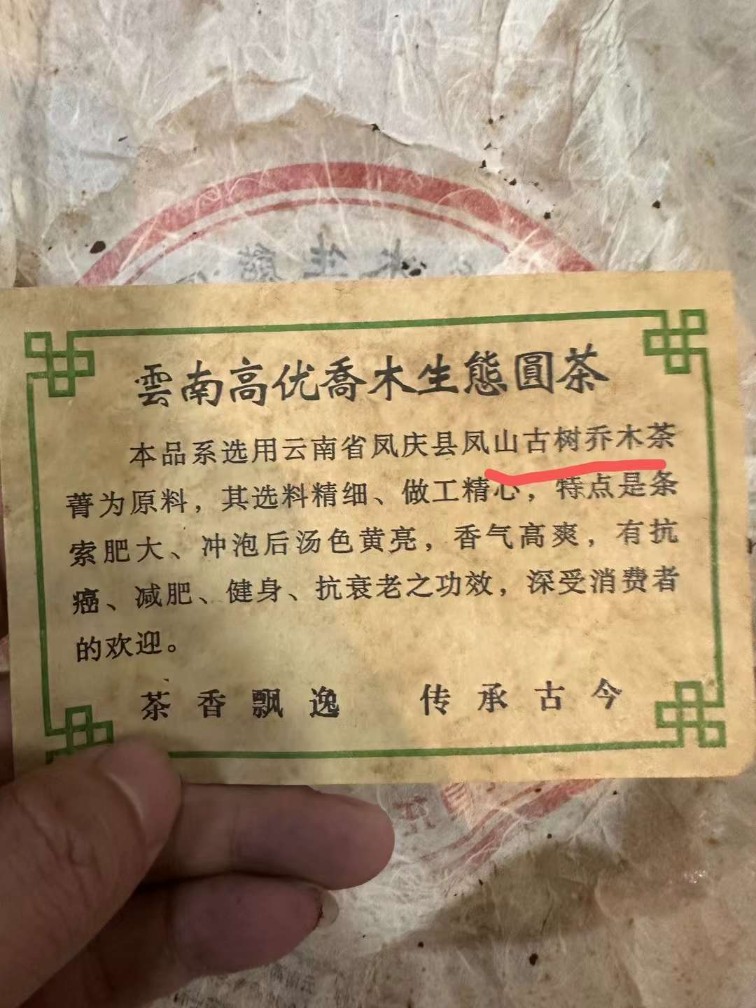 雲南高优喬木生態圓茶
本品系选用云南省凤庆县凤山古树乔木茶
菁为原料，其选料精细、做工精心，特点是条
索肥大、冲泡后汤色黄亮，香气高爽，有抗
癌、减肥、健身、抗衰老之功效，深受消费者
的欢迎。
茶香飘逸　传承古今